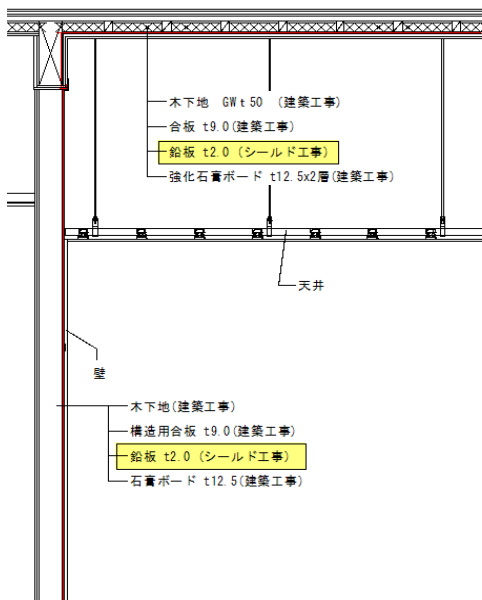 木下地　GWｔ50　(建築工事)
合板 t9.0(建築工事)
鉛板 t2.0 (シールド工事)
強化石膏ボード t12.5x2層(建築工事)
天井
壁
木下地(建築工事)
構造用合板 t9.0(建築工事)
鉛板 t2.0 (シールド工事)
石膏ボード t12.5(建築工事)